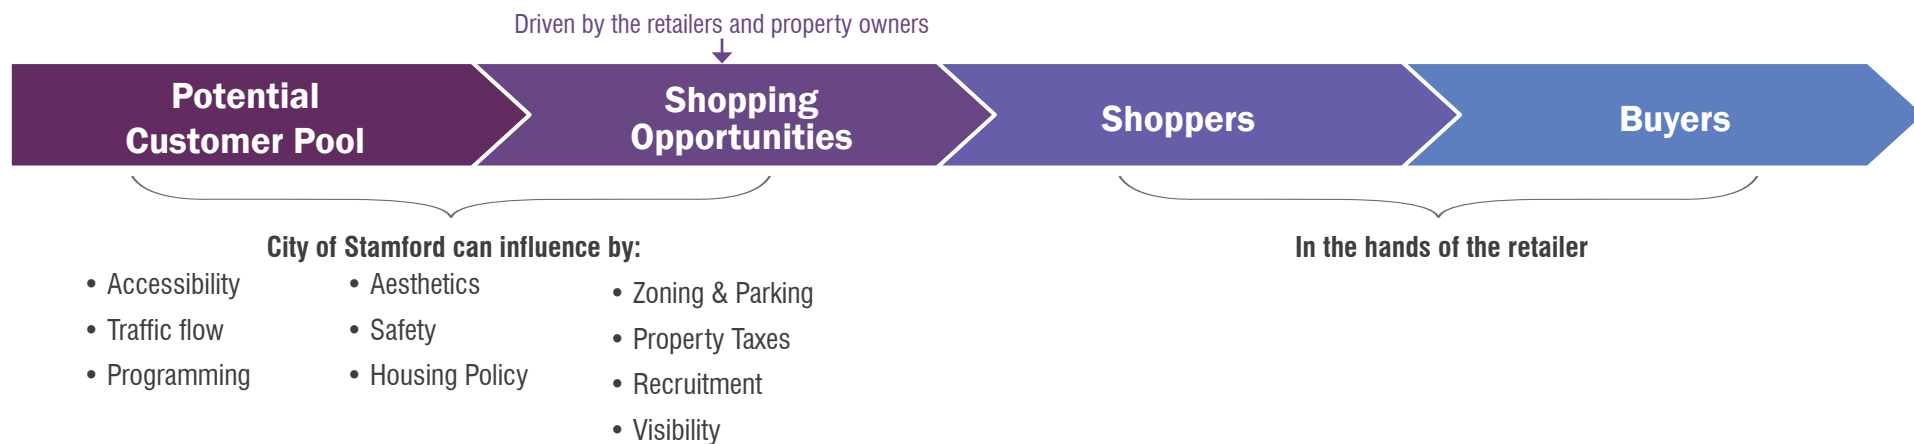 Driven by the retailers and property owners
Potential
Customer Pool
Shopping
Opportunities
Shoppers
Buyers
City of Stamford can influence by:
• Accessibility
• Traffic flow
• Programming
• Aesthetics
• Safety
• Housing Policy
• Zoning & Parking
• Property Taxes
• Recruitment
• Visibility
In the hands of the retailer